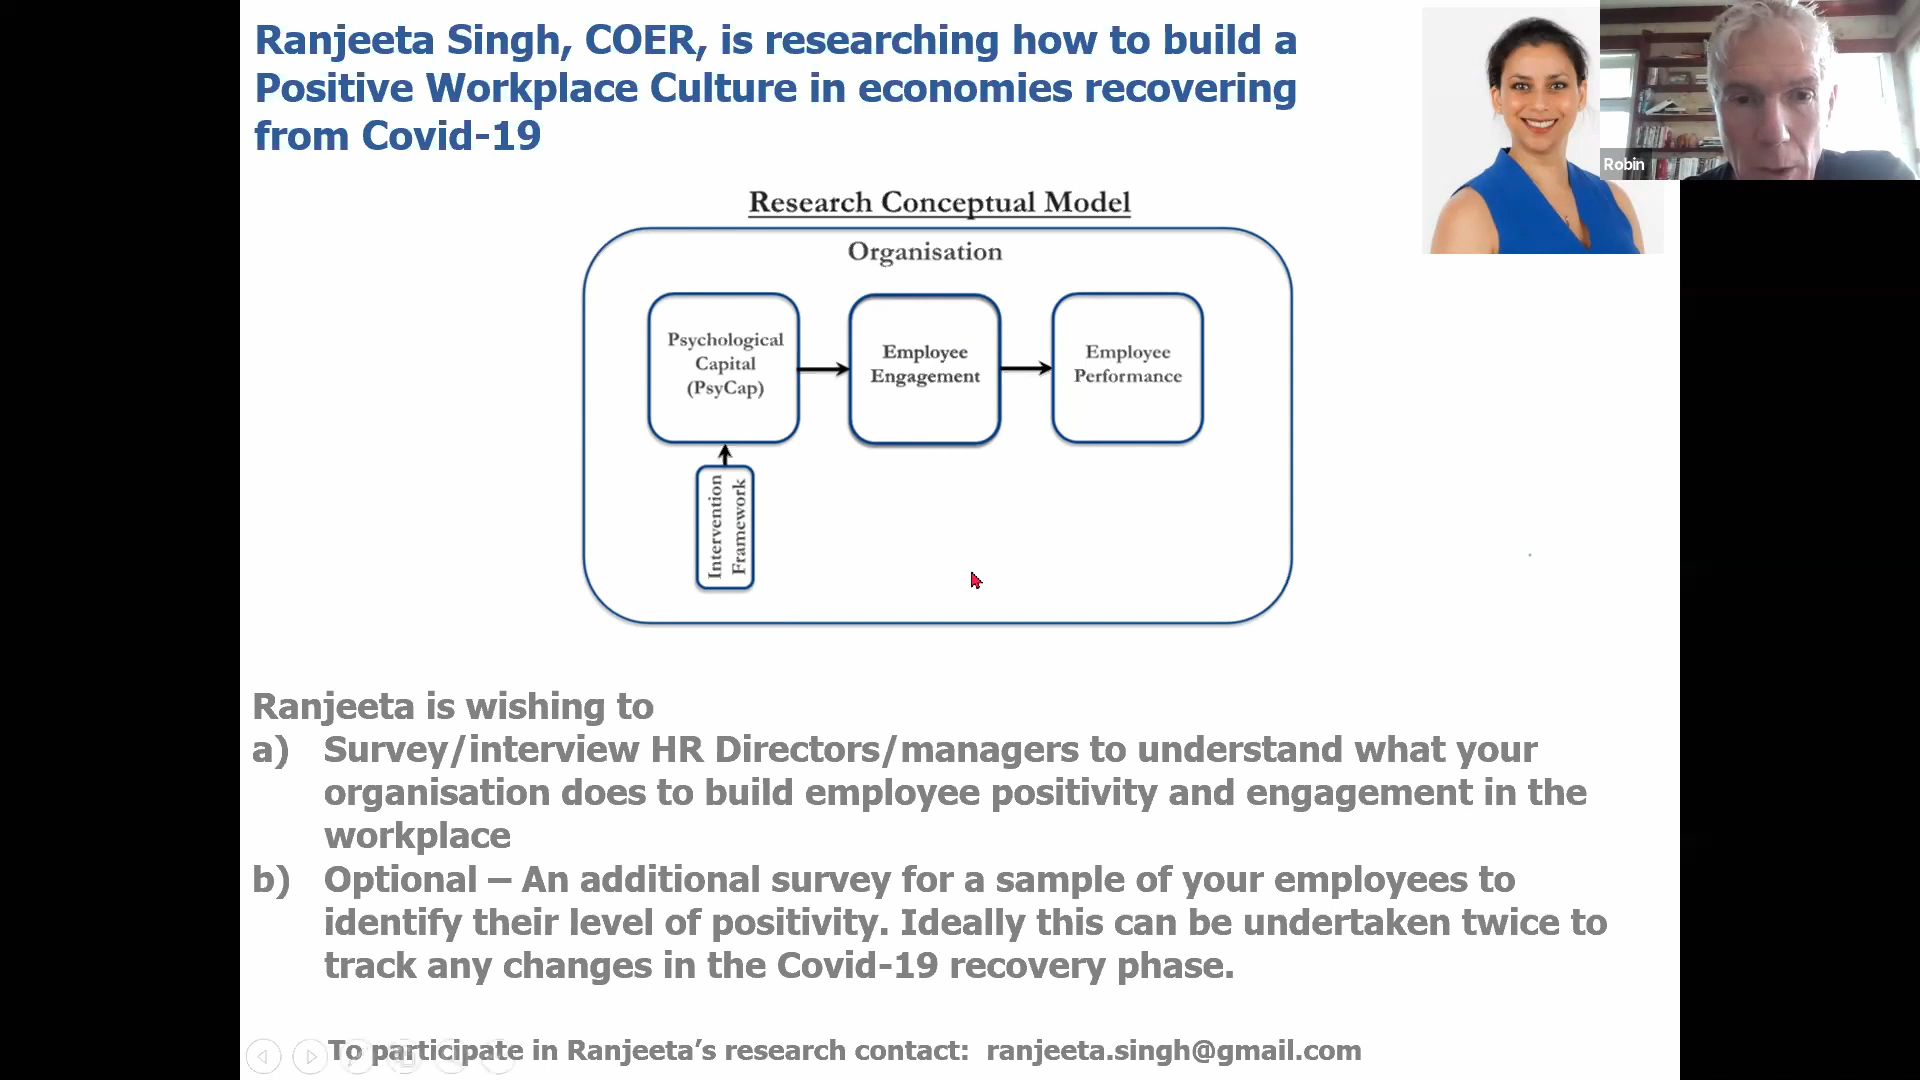 Ranjeeta Singh, COER, is researching how to build a
Positive Workplace Culture in economies recovering
from Covid-19
Robin
Research Conceptual Model
Organisation
Psychological
Capital
(PsyCap)
Employee
Engagement
Employee
Performance
Intervention
Framework
Ranjeeta is wishing to
a) Survey/interview HR Directors/managers to understand what your
organisation does to build employee positivity and engagement in the
workplace
b) Optional – An additional survey for a sample of your employees to
identify their level of positivity. Ideally this can be undertaken twice to
track any changes in the Covid-19 recovery phase.
To participate in Ranjeeta’s research contact: ranjeeta.singh@gmail.com